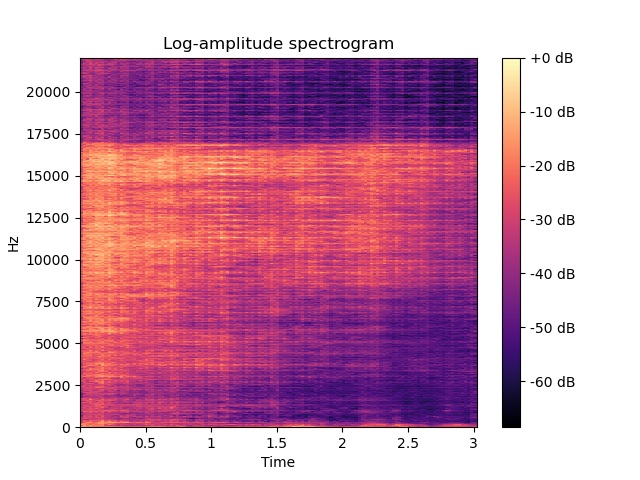 Log-amplitude spectrogram
20000
17500
15000
12500
10000
7500
5000
2500
0
Hz
0 0.5 1 1.5 2 2.5 3
Time
+0 dB
-10 dB
-20 dB
-30 dB
-40 dB
-50 dB
-60 dB